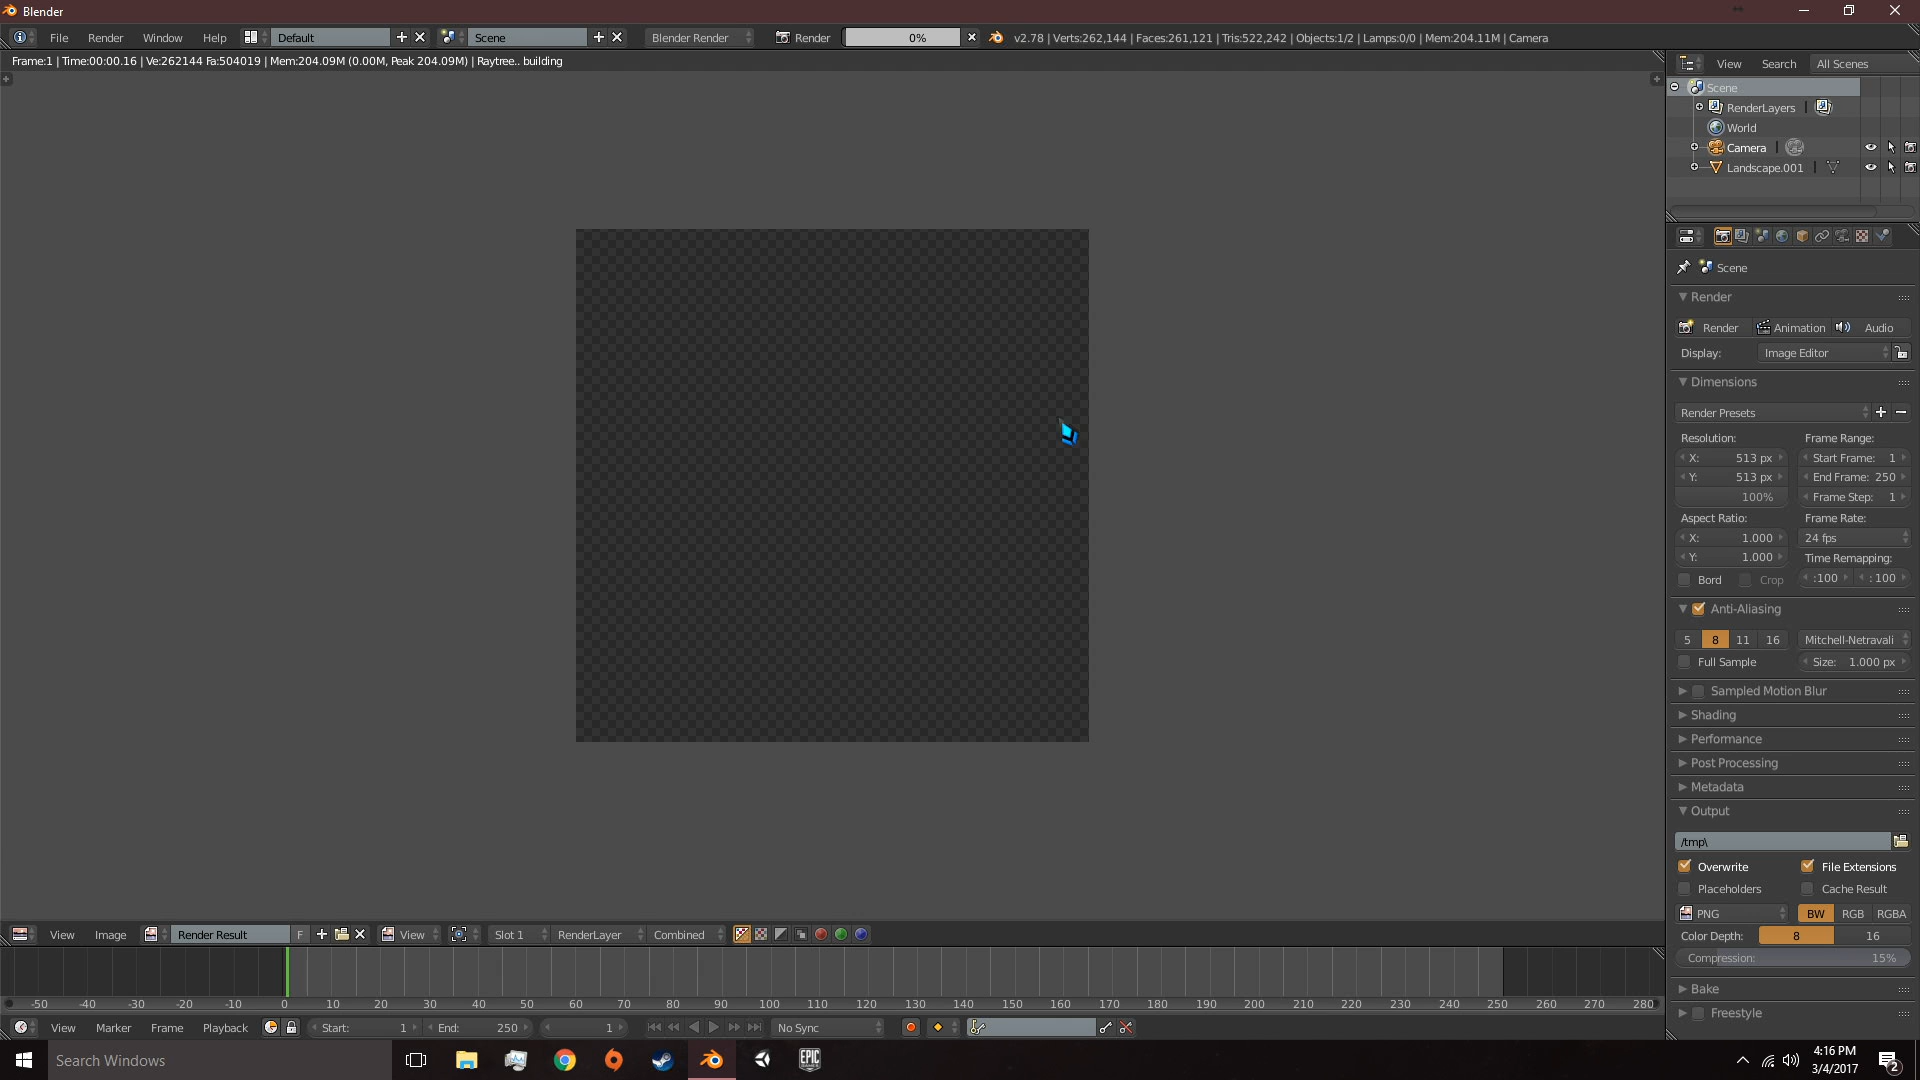 Blender
File Render Window Help Default Scene Blender Render Render 0% v2.78 | Verts:262,144 | Faces:261,121 | Tris:522,242 | Objects:1/2 | Lamps:0/0 | Mem:204.11M | Camera
Frame:1 | Time:00:00.16 | Ve:262144 Fa:504019 | Mem:204.09M (0.00M, Peak 204.09M) | Raytree.. building
View Search All Scenes
Scene
RenderLayers
World
Camera
Landscape.001
Scene
Render
Render Animation Audio
Display: Image Editor
Dimensions
Render Presets
Resolution: Frame Range:
X: 513 px Start Frame: 1
Y: 513 px End Frame: 250
100% Frame Step: 1
Aspect Ratio: Frame Rate:
X: 1.000 24 fps
Y: 1.000 Time Remapping:
Bord Crop :100 : 100
Anti-Aliasing
5 8 11 16 Mitchell-Netravali
Full Sample Size: 1.000 px
Sampled Motion Blur
Shading
Performance
Post Processing
Metadata
Output
/tmp\
Overwrite File Extensions
Placeholders Cache Result
PNG BW RGB RGBA
Color Depth: 8 16
Compression: 15%
Bake
Freestyle
View Image Render Result F View Slot 1 RenderLayer Combined
-50 -40 -30 -20 -10 0 10 20 30 40 50 60 70 80 90 100 110 120 130 140 150 160 170 180 190 200 210 220 230 240 250 260 270 280
View Marker Frame Playback Start: 1 End: 250 1 No Sync
Search Windows
EPIC
4:16 PM
3/4/2017
2